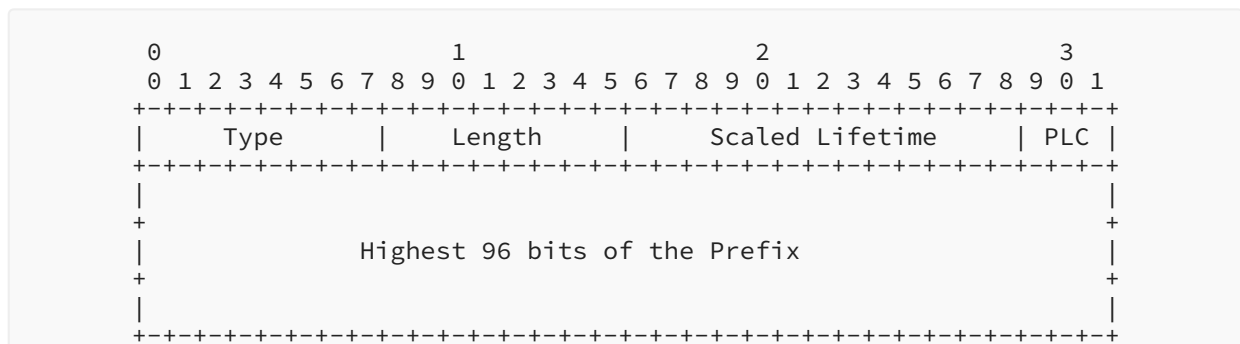 0                   1                   2                   3
 0 1 2 3 4 5 6 7 8 9 0 1 2 3 4 5 6 7 8 9 0 1 2 3 4 5 6 7 8 9 0 1
+-+-+-+-+-+-+-+-+-+-+-+-+-+-+-+-+-+-+-+-+-+-+-+-+-+-+-+-+-+-+-+-+
|     Type      |    Length     |     Scaled Lifetime     | PLC |
+-+-+-+-+-+-+-+-+-+-+-+-+-+-+-+-+-+-+-+-+-+-+-+-+-+-+-+-+-+-+-+-+
|                                                               |
+                                                               +
|              Highest 96 bits of the Prefix                    |
+                                                               +
|                                                               |
+-+-+-+-+-+-+-+-+-+-+-+-+-+-+-+-+-+-+-+-+-+-+-+-+-+-+-+-+-+-+-+-+